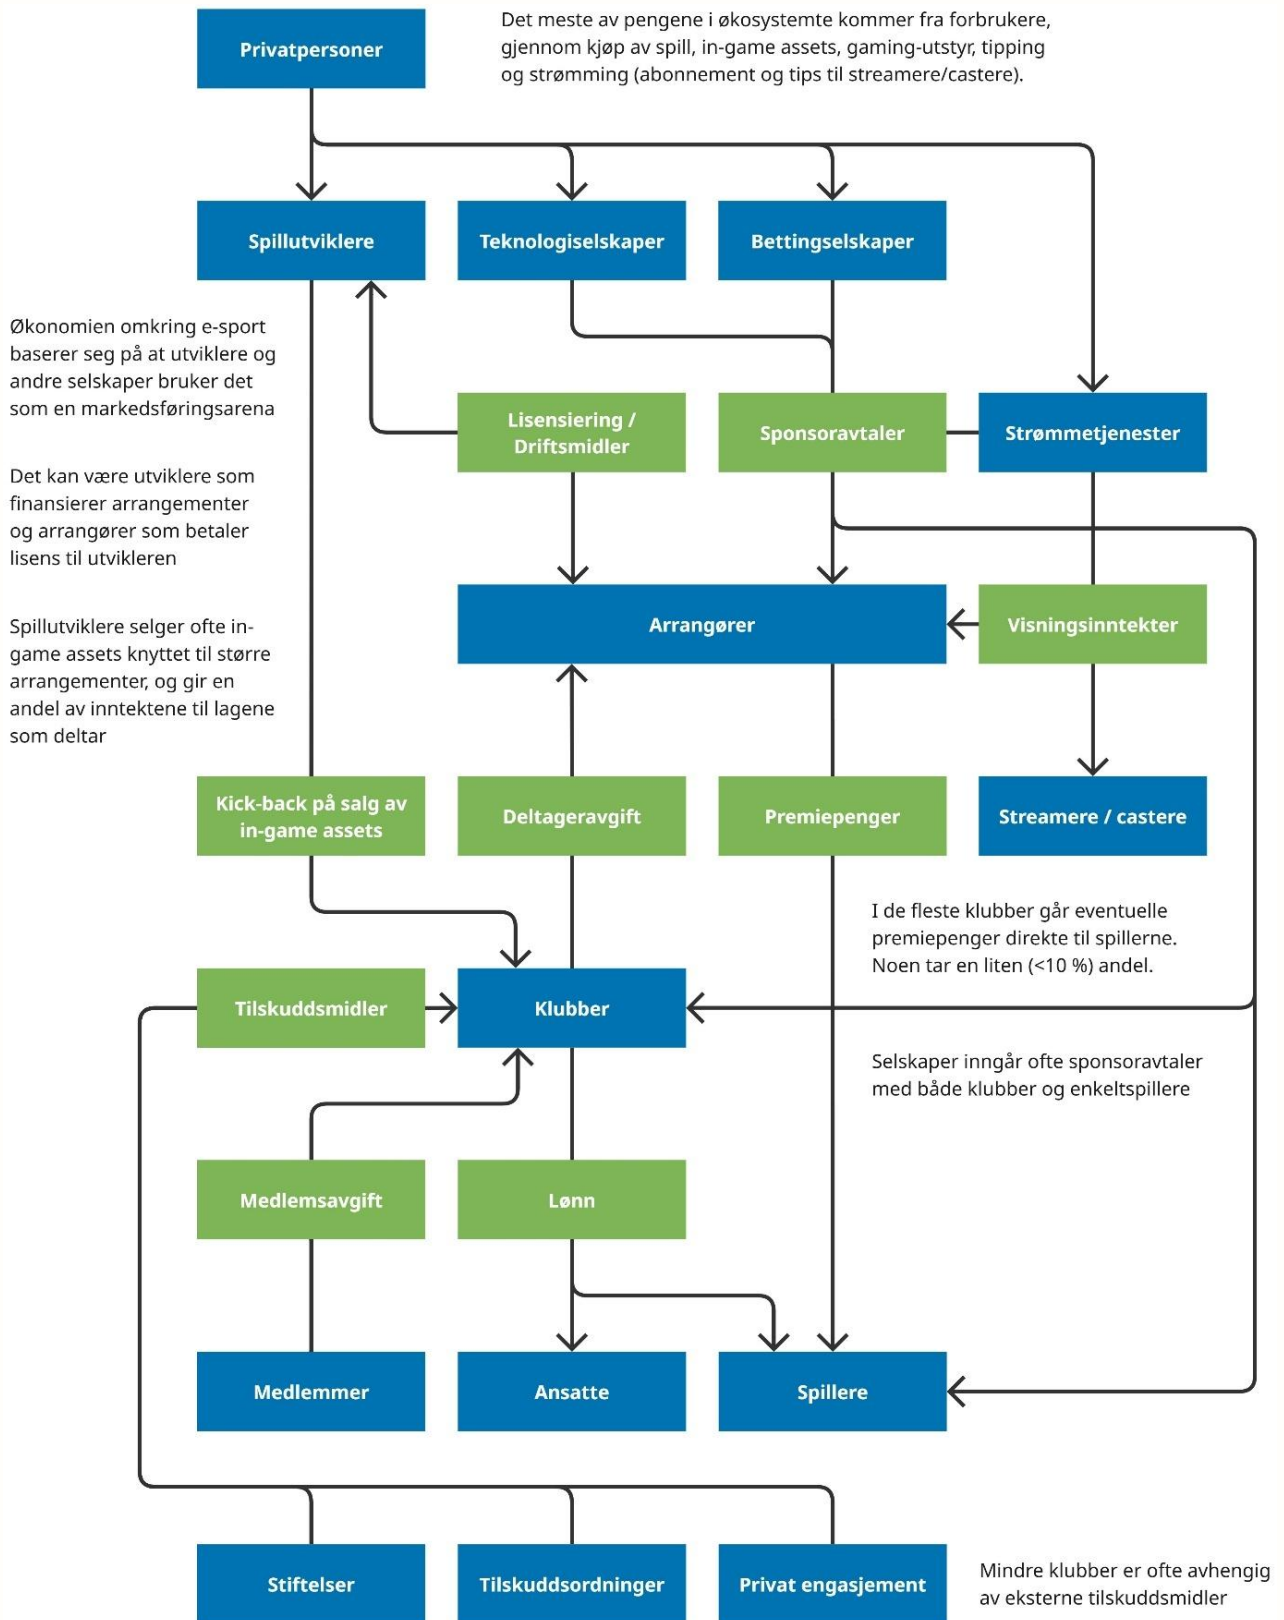 Privatpersoner
Det meste av pengene i økosystemte kommer fra forbrukere,
gjennom kjøp av spill, in-game assets, gaming-utstyr, tipping
og strømming (abonnement og tips til streamere/castere).
Spillutviklere
Teknologiselskaper
Bettingselskaper
Økonomien omkring e-sport
baserer seg på at utviklere og
andre selskaper bruker det
som en markedsføringsarena
Lisensiering /
Driftsmidler
Sponsoravtaler
Strømmetjenester
Det kan være utviklere som
finansierer arrangementer
og arrangører som betaler
lisens til utvikleren
Arrangører
Visningsinntekter
Spillutviklere selger ofte in-
game assets knyttet til større
arrangementer, og gir en
andel av inntektene til lagene
som deltar
Kick-back på salg av
in-game assets
Deltageravgift
Premiepenger
Streamere / castere
I de fleste klubber går eventuelle
premiepenger direkte til spillerne.
Noen tar en liten (<10 %) andel.
Tilskuddsmidler
Klubber
Selskaper inngår ofte sponsoravtaler
med både klubber og enkeltspillere
Medlemsavgift
Lønn
Medlemmer
Ansatte
Spillere
Stiftelser
Tilskuddsordninger
Privat engasjement
Mindre klubber er ofte avhengig
av eksterne tilskuddsmidler